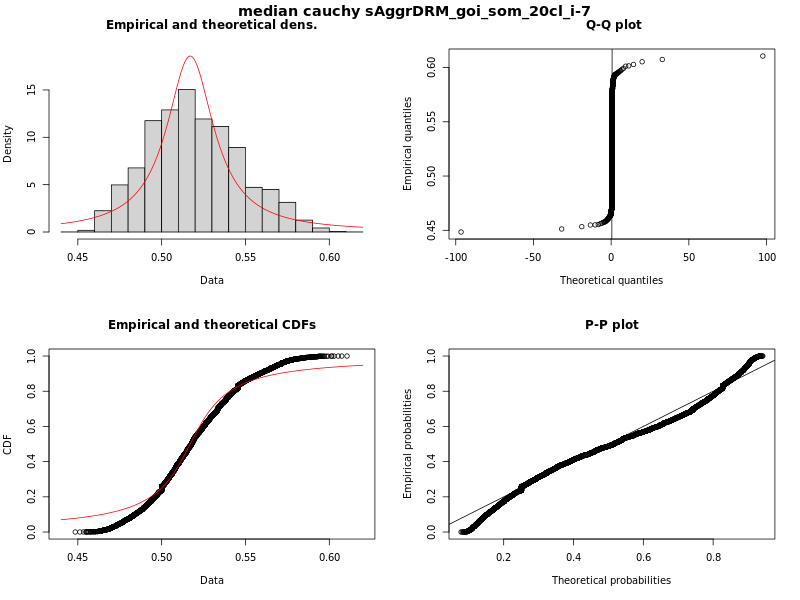 median cauchy sAggrDRM_goi_som_20cl_i-7
Empirical and theoretical dens.
Density
0
5
10
15
0.45
0.50
0.55
0.60
Data
Q-Q plot
Empirical quantiles
0.45
0.50
0.55
0.60
-100
-50
0
50
100
Theoretical quantiles
Empirical and theoretical CDFs
CDF
0.0
0.2
0.4
0.6
0.8
1.0
0.45
0.50
0.55
0.60
Data
P-P plot
Empirical probabilities
0.0
0.2
0.4
0.6
0.8
1.0
0.2
0.4
0.6
0.8
Theoretical probabilities